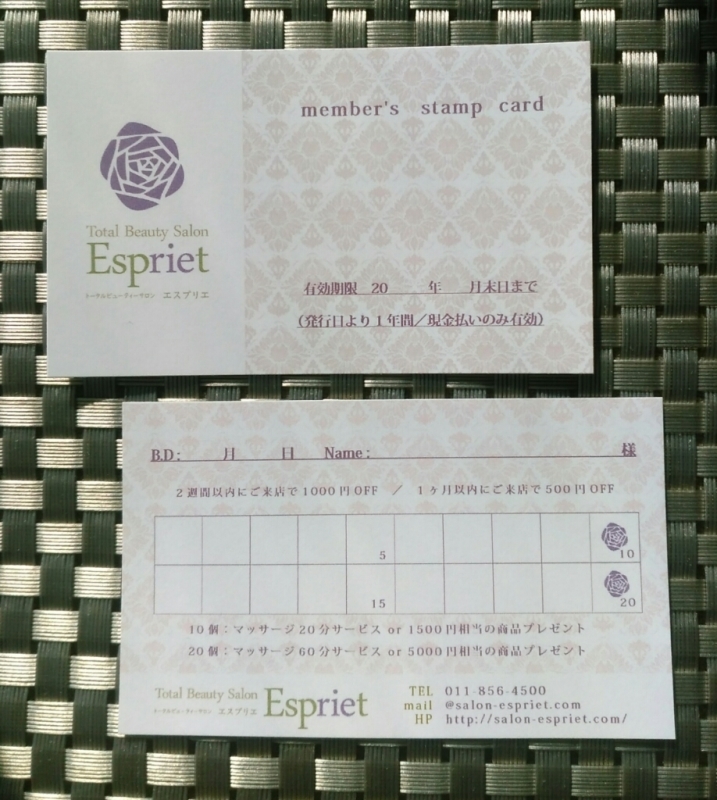 member's stamp card
Total Beauty Salon
Espriet
トータルビューティーサロン エスプリエ
有効期限 20 年 月末日まで
(発行日より1年間／現金払いのみ有効)
B.D: 月 日 Name: 様
2週間以内にご来店で1000円OFF ／ 1ヶ月以内にご来店で500円OFF
5
10
15
20
10個：マッサージ20分サービス or 1500円相当の商品プレゼント
20個：マッサージ60分サービス or 5000円相当の商品プレゼント
Total Beauty Salon
トータルビューティーサロン エスプリエ
Espriet
TEL 011-856-4500
mail @salon-espriet.com
HP http://salon-espriet.com/